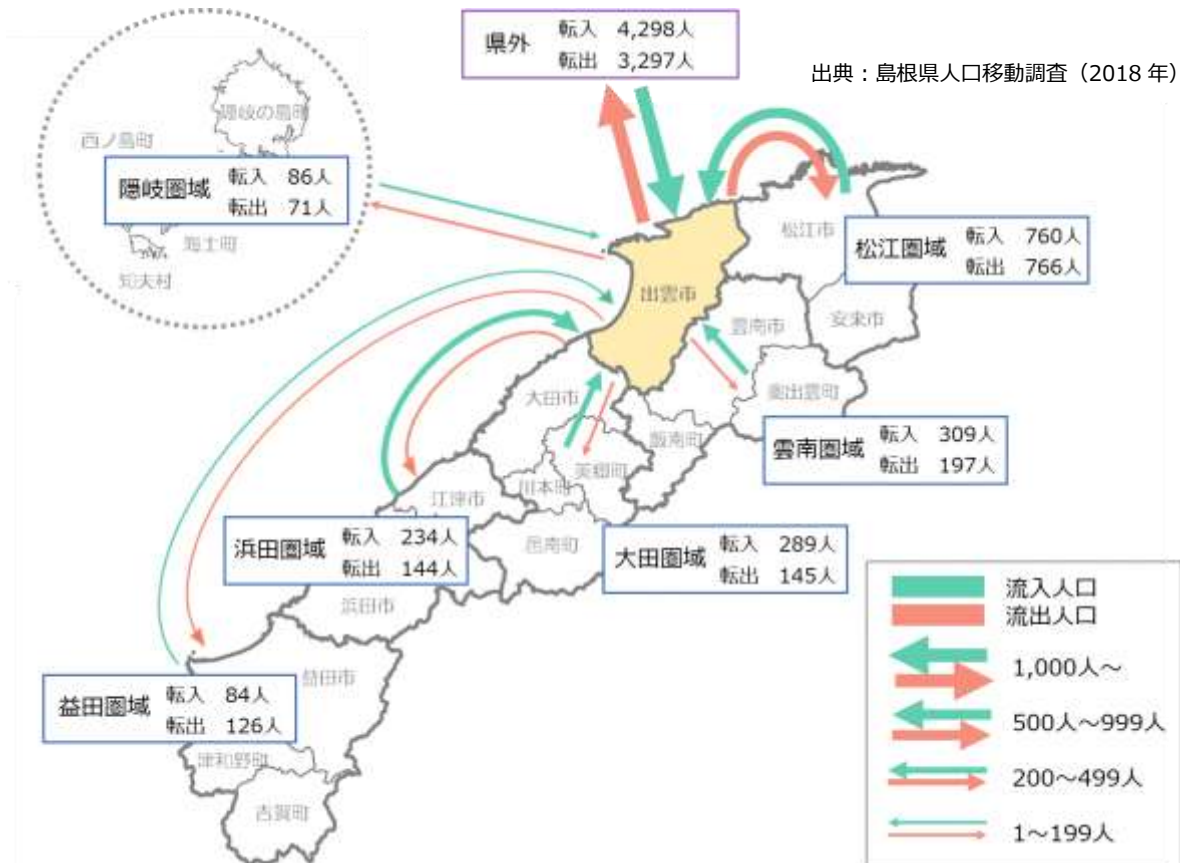 県外 転入 4,298人
転出 3,297人
出典：島根県人口移動調査（2018 年）
隠岐の島町
西ノ島町
隠岐圏域 転入 86人
転出 71人
海士町
知夫村
松江市
松江圏域 転入 760人
転出 766人
出雲市
雲南市
安来市
大田市
奥出雲町
飯南町
雲南圏域 転入 309人
転出 197人
美郷町
川本町
江津市
邑南町
浜田圏域 転入 234人
転出 144人
大田圏域 転入 289人
転出 145人
浜田市
流入人口
流出人口
1,000人～
500人～999人
200～499人
1～199人
益田市
益田圏域 転入 84人
転出 126人
津和野町
吉賀町